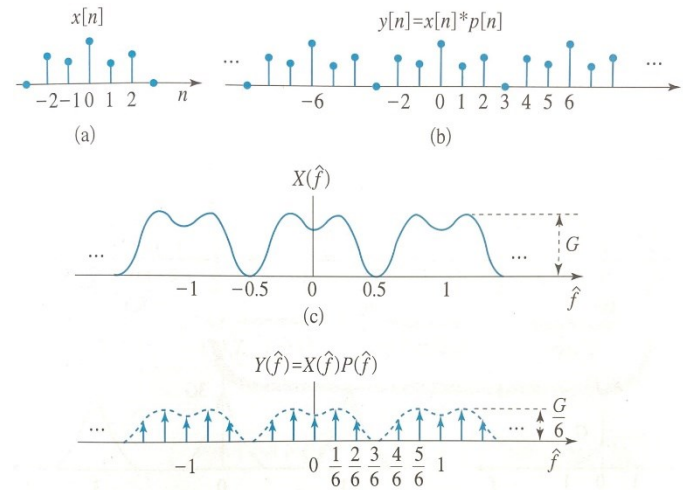 x[n]
y[n]=x[n]*p[n]
... ...
-2 -1 0 1 2 n
-6 -2 0 1 2 3 4 5 6
(a) (b)
X(f̂)
G
... ...
-1 -0.5 0 0.5 1 f̂
(c)
Y(f̂)=X(f̂)P(f̂)
G/6
... ...
-1 0 1/6 2/6 3/6 4/6 5/6 1 f̂